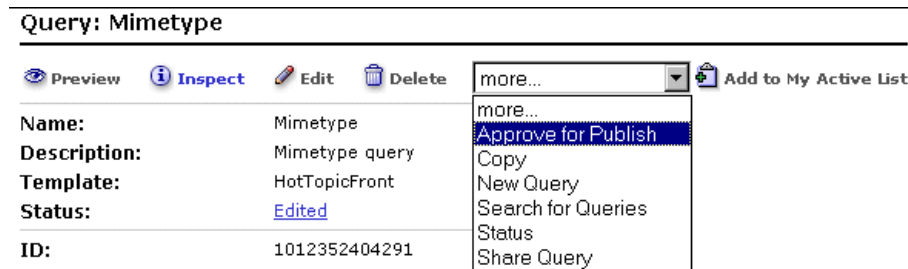 Query: Mimetype
Preview Inspect Edit Delete more... Add to My Active List
more...
Name: Mimetype Approve for Publish
Description: Mimetype query Copy
Template: HotTopicFront New Query
Status: Edited Search for Queries
Status
ID: 1012352404291 Share Query